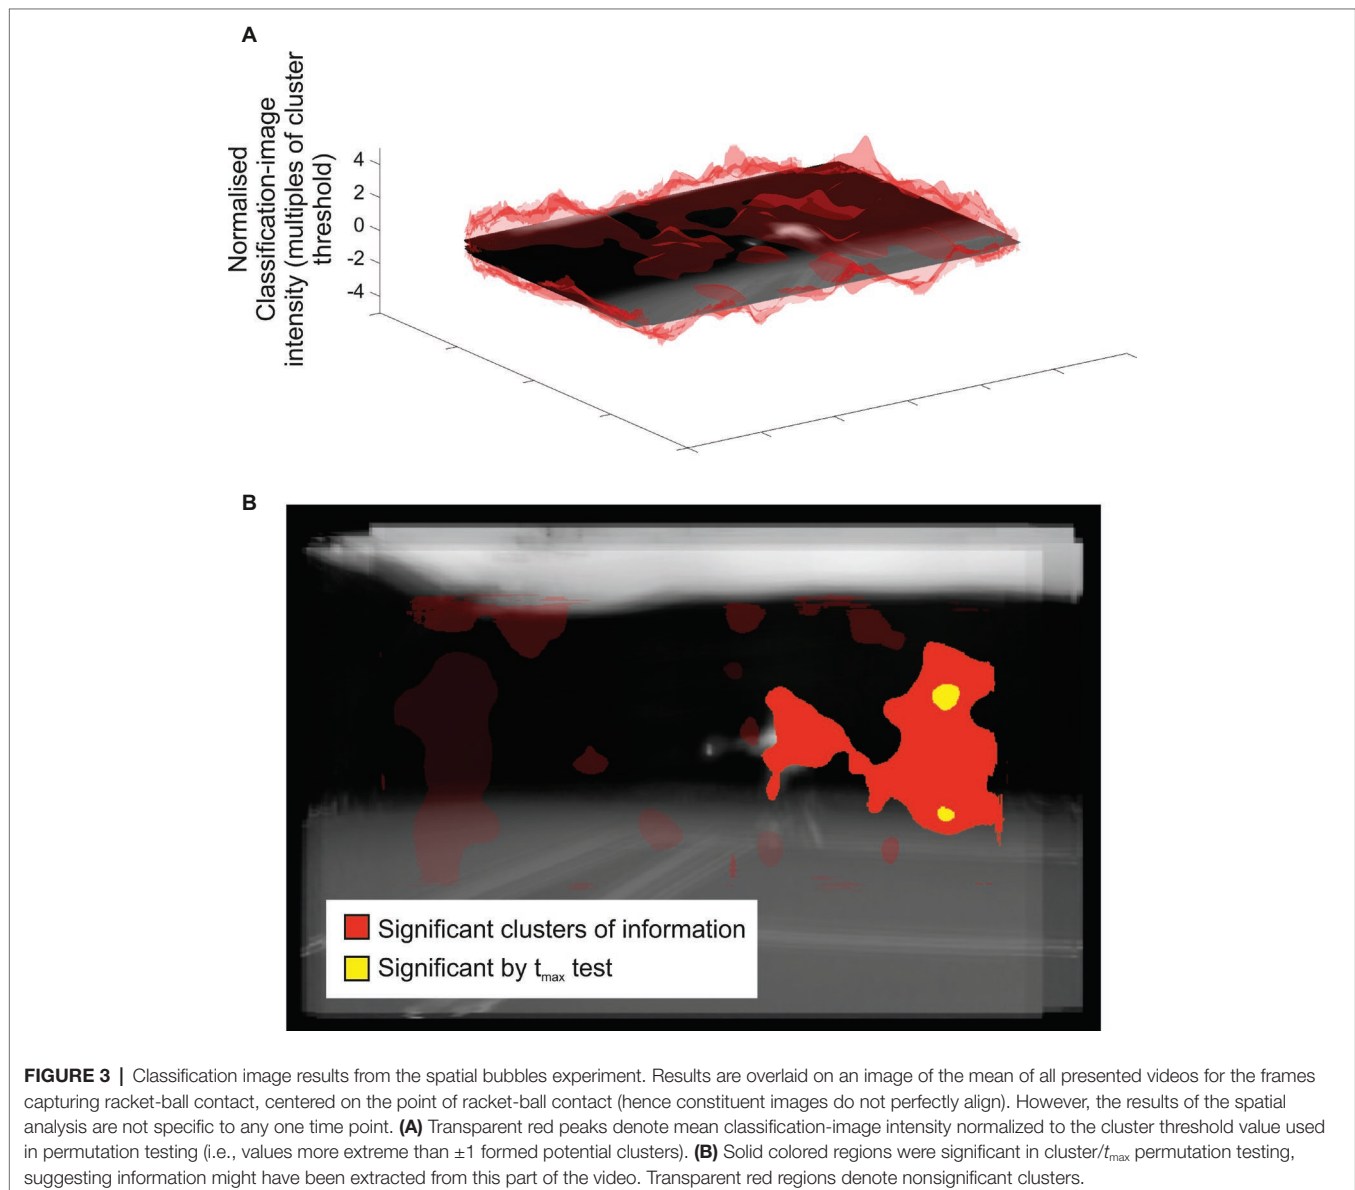 A
Normalised
Classification-image
intensity (multiples of cluster
threshold)
4
2
0
-2
-4
B
Significant clusters of information
Significant by tmax test
FIGURE 3 | Classification image results from the spatial bubbles experiment. Results are overlaid on an image of the mean of all presented videos for the frames
capturing racket-ball contact, centered on the point of racket-ball contact (hence constituent images do not perfectly align). However, the results of the spatial
analysis are not specific to any one time point. (A) Transparent red peaks denote mean classification-image intensity normalized to the cluster threshold value used
in permutation testing (i.e., values more extreme than ±1 formed potential clusters). (B) Solid colored regions were significant in cluster/tmax permutation testing,
suggesting information might have been extracted from this part of the video. Transparent red regions denote nonsignificant clusters.